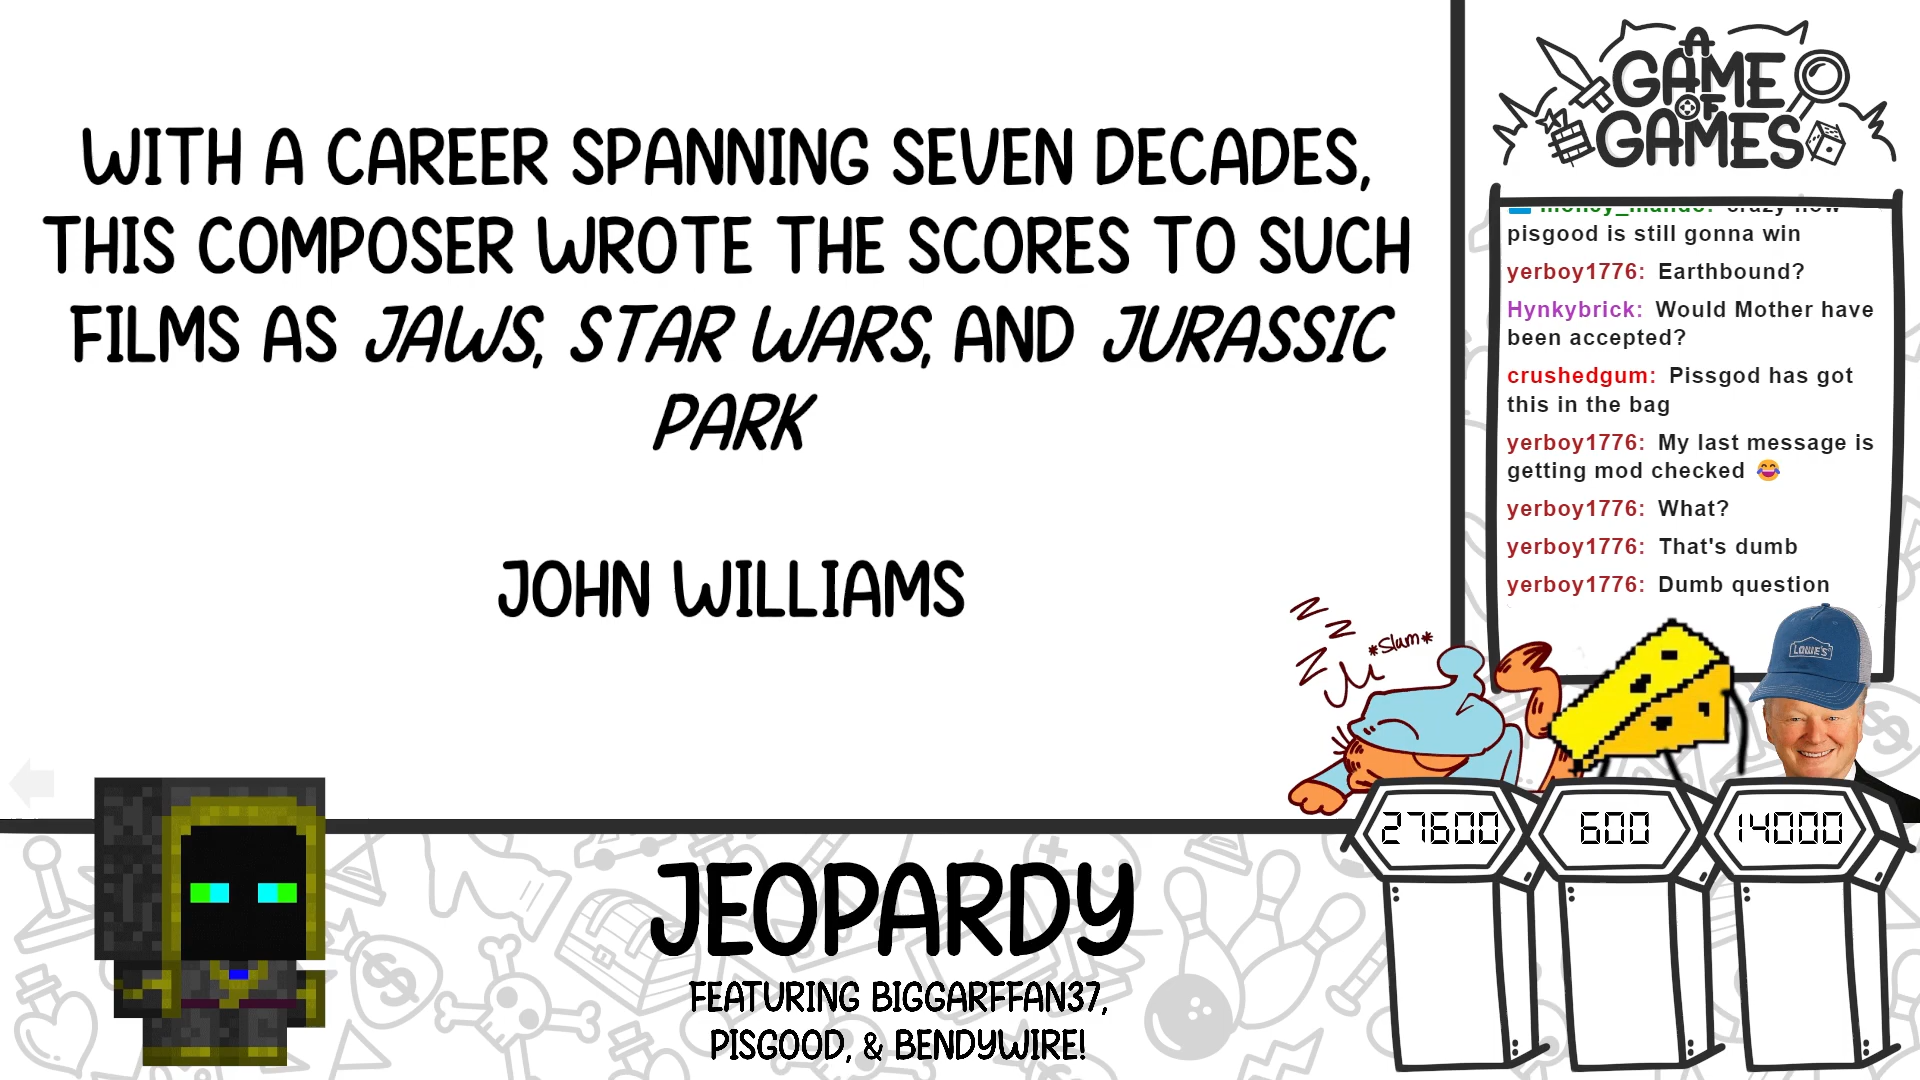 WITH A CAREER SPANNING SEVEN DECADES,
THIS COMPOSER WROTE THE SCORES TO SUCH
FILMS AS JAWS, STAR WARS, AND JURASSIC
PARK
JOHN WILLIAMS
A
GAME
OF
GAMES
pisgood is still gonna win
yerboy1776: Earthbound?
Hynkybrick: Would Mother have
been accepted?
crushedgum: Pissgod has got
this in the bag
yerboy1776: My last message is
getting mod checked 😂
yerboy1776: What?
yerboy1776: That's dumb
yerboy1776: Dumb question
Z Z Z
*Slum*
LOWE'S
27600
600
14000
JEOPARDY
FEATURING BIGGARFFAN37,
PISGOOD, & BENDYWIRE!